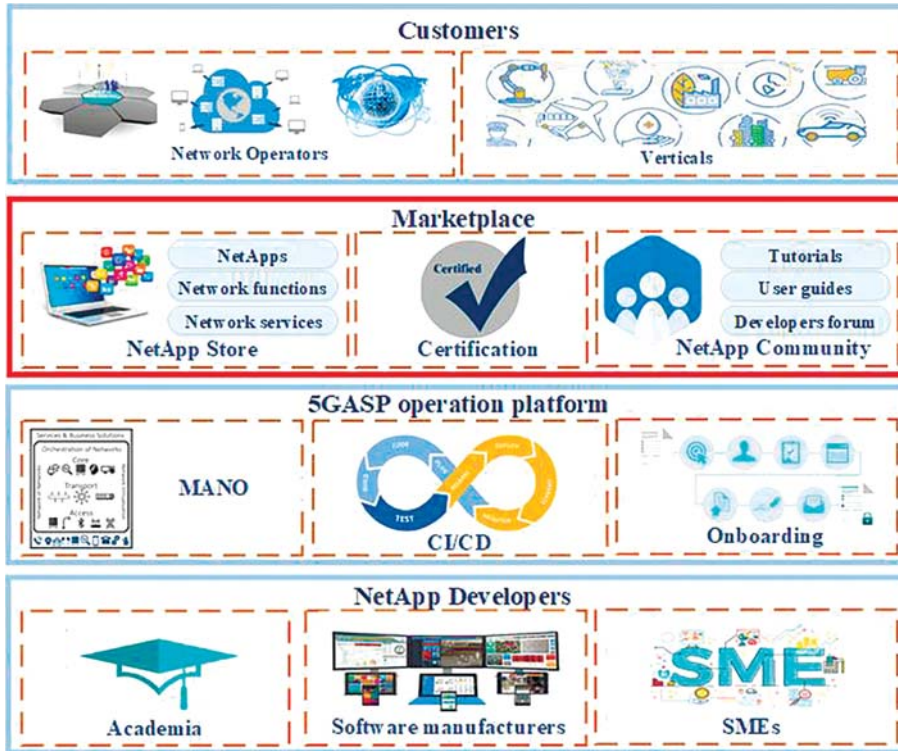 Customers
Network Operators
Verticals
Marketplace
NetApps
Network functions
Network services
NetApp Store
Certified
Certification
Tutorials
User guides
Developers forum
NetApp Community
5GASP operation platform
Services & Business Solutions
Orchestration of Networks
Core
Transport
Access
MANO
TEST
CI/CD
Onboarding
NetApp Developers
Academia
Software manufacturers
SME
SMEs